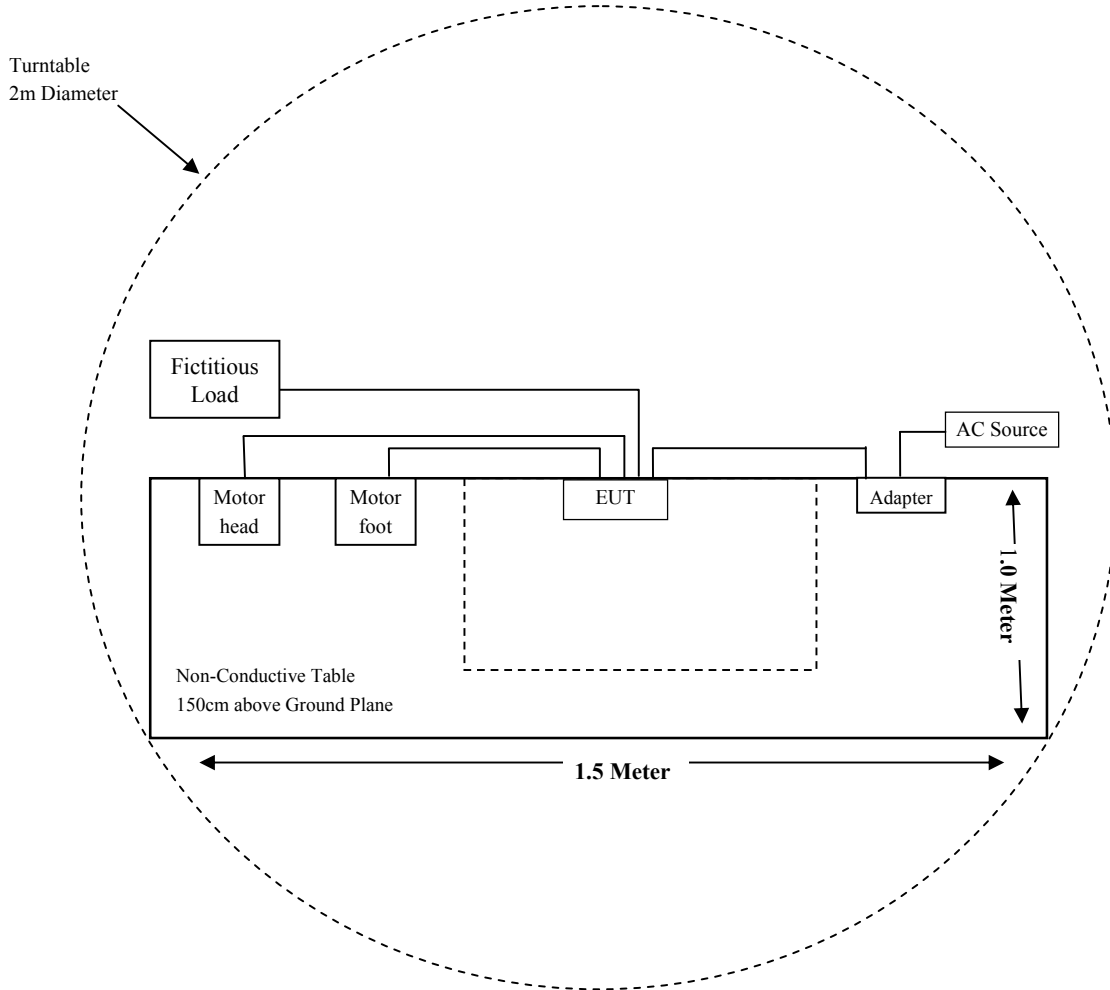 Turntable
2m Diameter
Fictitious
Load
AC Source
Motor
head
Motor
foot
EUT
Adapter
1.0 Meter
Non-Conductive Table
150cm above Ground Plane
1.5 Meter